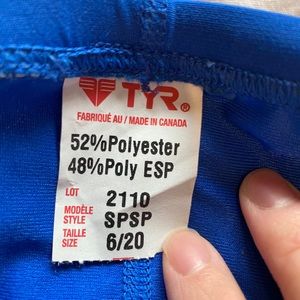 TYR®
FABRIQUÉ AU / MADE IN CANADA
52%Polyester
48%Poly ESP
LOT 2110
MODÈLE STYLE SPSP
TAILLE SIZE 6/20